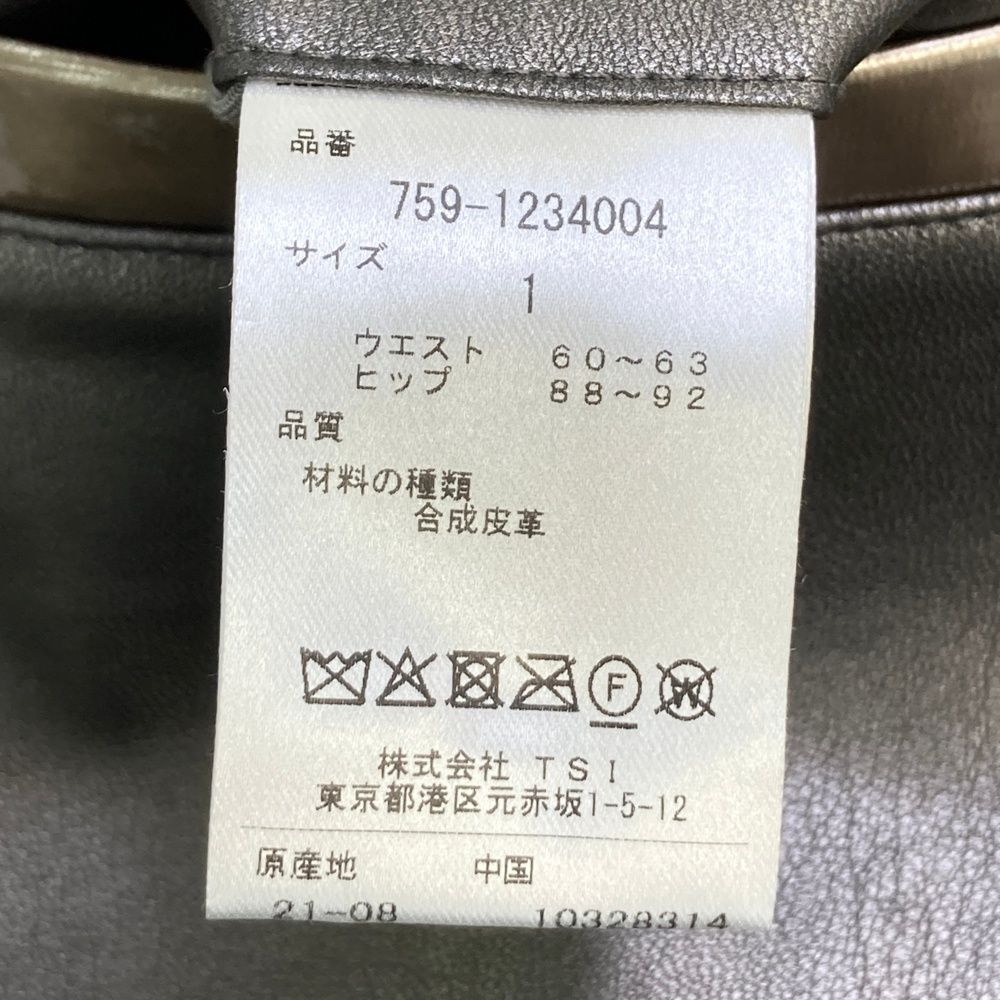 品番
759-1234004
サイズ
1
ウエスト 60～63
ヒップ 88～92
品質
材料の種類
合成皮革
F W
株式会社 TSI
東京都港区元赤坂1-5-12
原産地 中国
21-08 10328314